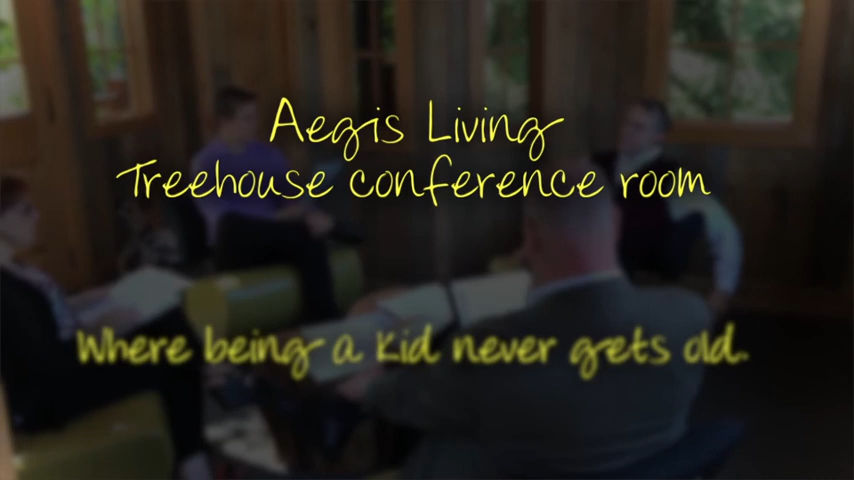 Aegis Living
Treehouse conference room
Where being a kid never gets old.